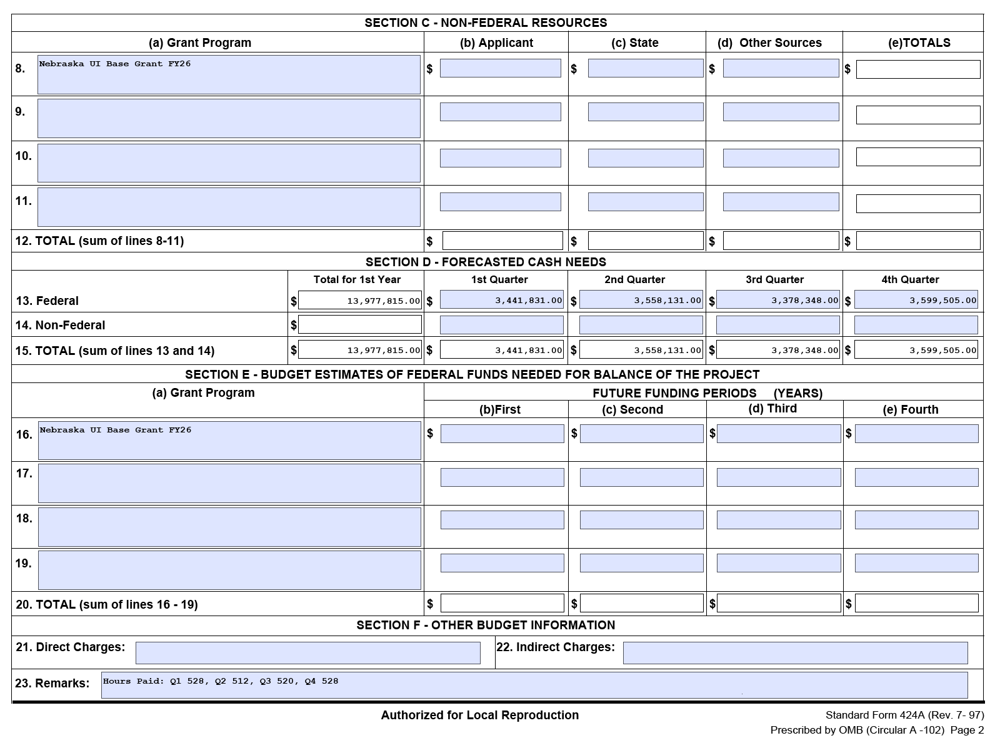 SECTION C - NON-FEDERAL RESOURCES
(a) Grant Program (b) Applicant (c) State (d) Other Sources (e)TOTALS
8. Nebraska UI Base Grant FY26 $ $ $ $
9.
10.
11.
12. TOTAL (sum of lines 8-11) $ $ $ $
SECTION D - FORECASTED CASH NEEDS
Total for 1st Year 1st Quarter 2nd Quarter 3rd Quarter 4th Quarter
13. Federal $ 13,977,815.00 $ 3,441,831.00 $ 3,558,131.00 $ 3,378,348.00 $ 3,599,505.00
14. Non-Federal $
15. TOTAL (sum of lines 13 and 14) $ 13,977,815.00 $ 3,441,831.00 $ 3,558,131.00 $ 3,378,348.00 $ 3,599,505.00
SECTION E - BUDGET ESTIMATES OF FEDERAL FUNDS NEEDED FOR BALANCE OF THE PROJECT
(a) Grant Program FUTURE FUNDING PERIODS (YEARS)
(b)First (c) Second (d) Third (e) Fourth
16. Nebraska UI Base Grant FY26 $ $ $ $
17.
18.
19.
20. TOTAL (sum of lines 16 - 19) $ $ $ $
SECTION F - OTHER BUDGET INFORMATION
21. Direct Charges: 22. Indirect Charges:
23. Remarks: Hours Paid: Q1 528, Q2 512, Q3 520, Q4 528
Authorized for Local Reproduction Standard Form 424A (Rev. 7- 97)
Prescribed by OMB (Circular A -102) Page 2